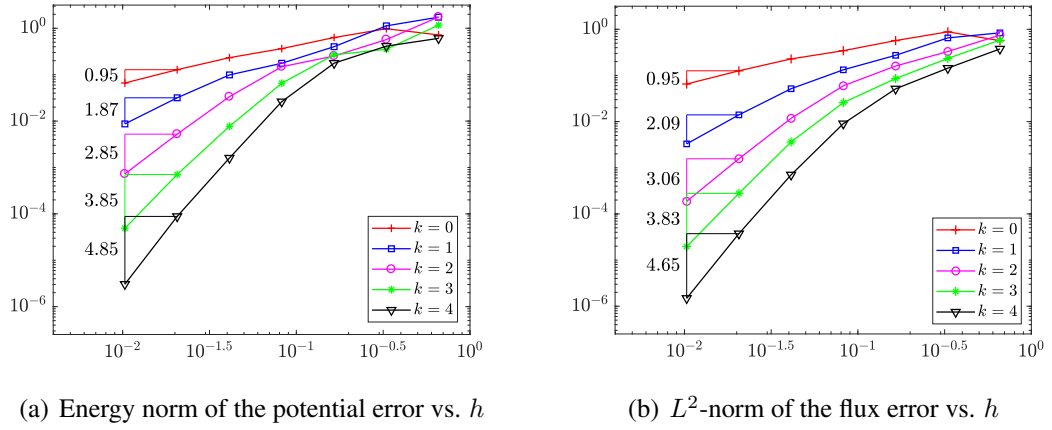 10^0
10^-2
10^-4
10^-6
0.95
1.87
2.85
3.85
4.85
k = 0
k = 1
k = 2
k = 3
k = 4
10^-2 10^-1.5 10^-1 10^-0.5 10^0
(a) Energy norm of the potential error vs. h
10^0
10^-2
10^-4
10^-6
0.95
2.09
3.06
3.83
4.65
k = 0
k = 1
k = 2
k = 3
k = 4
10^-2 10^-1.5 10^-1 10^-0.5 10^0
(b) L^2-norm of the flux error vs. h